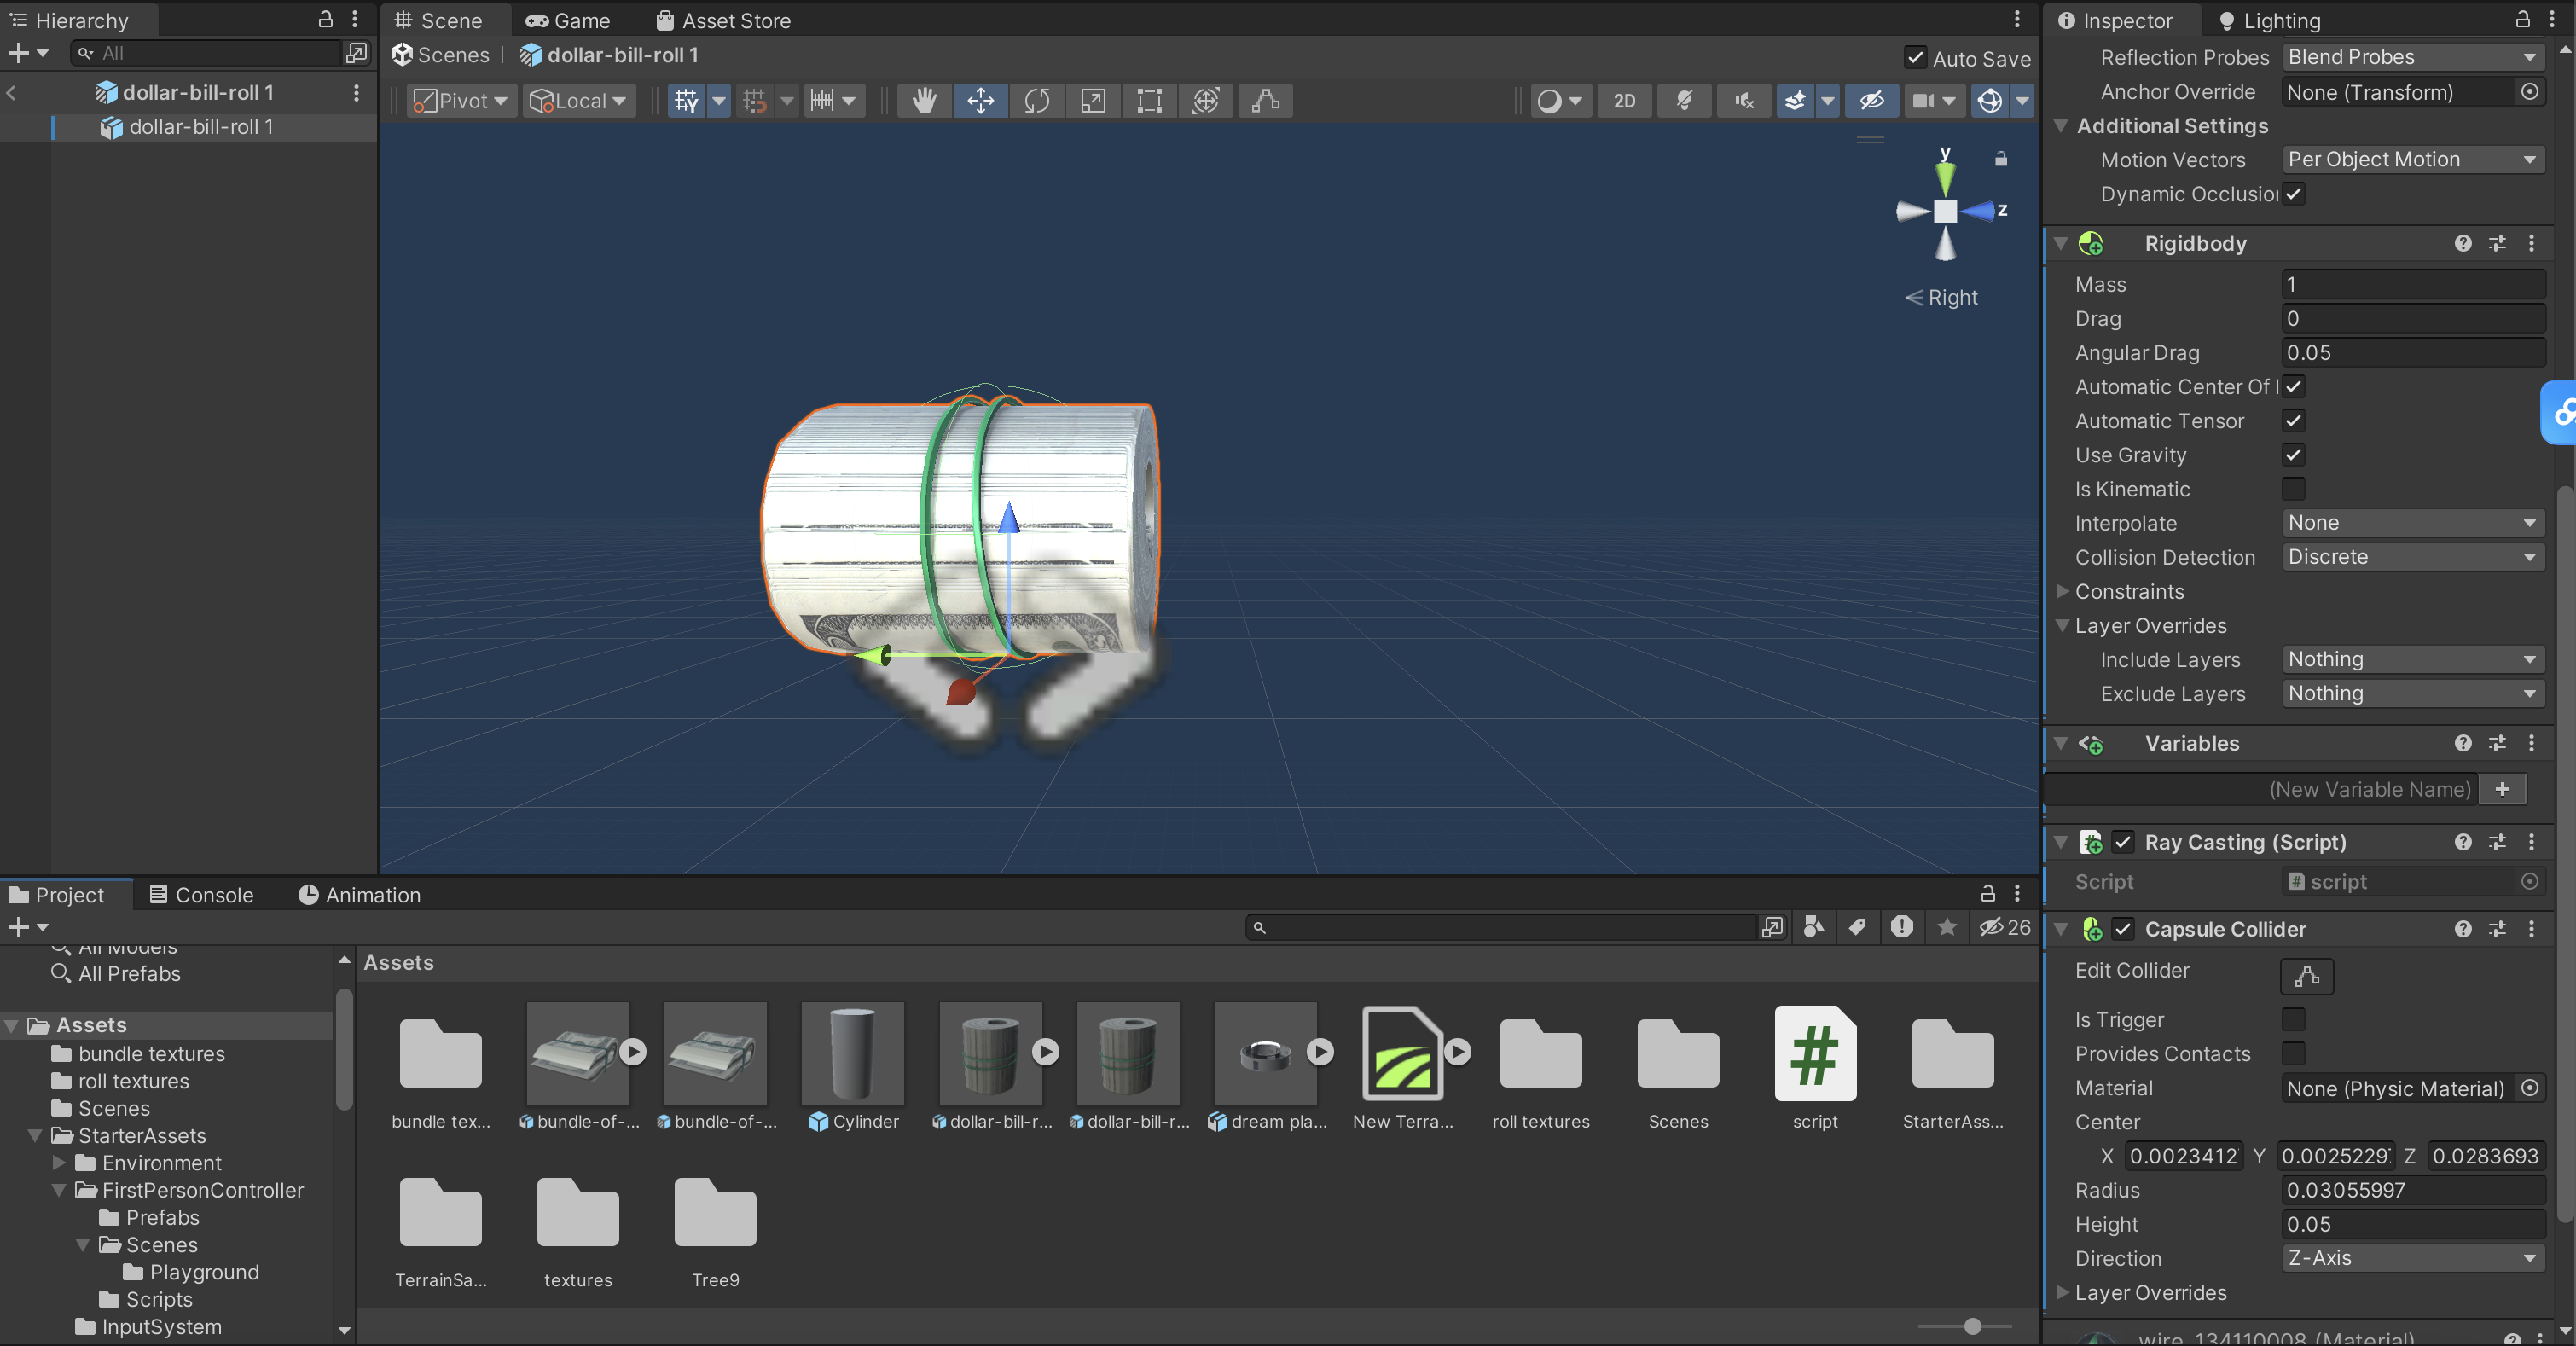 Hierarchy
All
dollar-bill-roll 1
dollar-bill-roll 1
Scene
Game
Asset Store
Scenes | dollar-bill-roll 1
Auto Save
Pivot
Local
2D
y
z
Right
Inspector
Lighting
Reflection Probes Blend Probes
Anchor Override None (Transform)
Additional Settings
Motion Vectors Per Object Motion
Dynamic Occlusion
Rigidbody
Mass 1
Drag 0
Angular Drag 0.05
Automatic Center Of
Automatic Tensor
Use Gravity
Is Kinematic
Interpolate None
Collision Detection Discrete
Constraints
Layer Overrides
Include Layers Nothing
Exclude Layers Nothing
Variables
(New Variable Name) +
Ray Casting (Script)
Script # script
Capsule Collider
Edit Collider
Is Trigger
Provides Contacts
Material None (Physic Material)
Center
X 0.0023412 Y 0.0025229 Z 0.0283693
Radius 0.03055997
Height 0.05
Direction Z-Axis
Layer Overrides
wire_134110008 (Material)
Project
Console
Animation
26
All Models
All Prefabs
Assets
bundle textures
roll textures
Scenes
StarterAssets
Environment
FirstPersonController
Prefabs
Scenes
Playground
Scripts
InputSystem
Assets
bundle tex...
bundle-of-...
bundle-of-...
Cylinder
dollar-bill-r...
dollar-bill-r...
dream pla...
New Terra...
roll textures
Scenes
script
StarterAss...
TerrainSa...
textures
Tree9